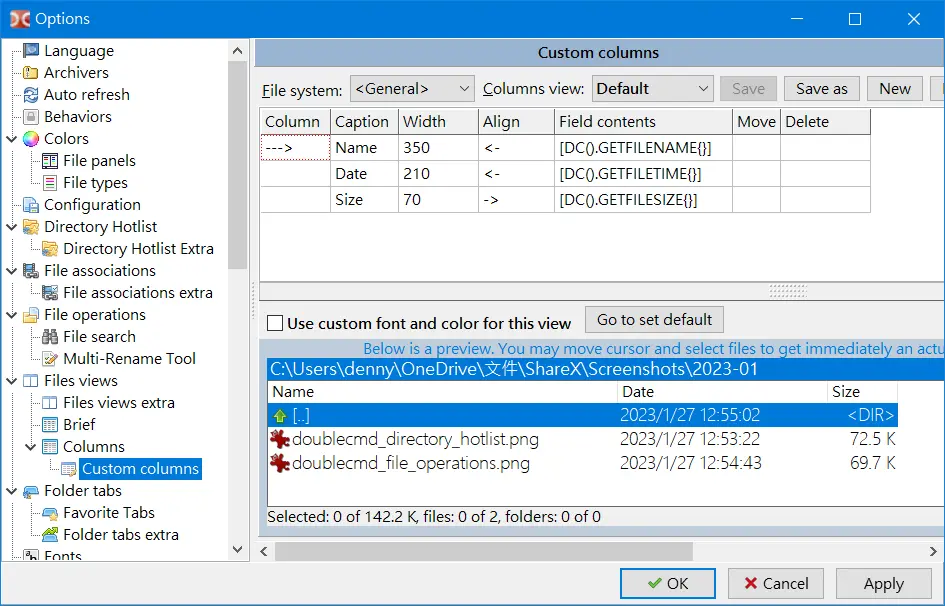 Options
Language
Archivers
Auto refresh
Behaviors
Colors
File panels
File types
Configuration
Directory Hotlist
Directory Hotlist Extra
File associations
File associations extra
File operations
File search
Multi-Rename Tool
Files views
Files views extra
Brief
Columns
Custom columns
Folder tabs
Favorite Tabs
Folder tabs extra
Fonts
Custom columns
File system: <General> Columns view: Default Save Save as New
Column Caption Width Align Field contents Move Delete
---> Name 350 <- [DC().GETFILENAME{}]
Date 210 <- [DC().GETFILETIME{}]
Size 70 -> [DC().GETFILESIZE{}]
Use custom font and color for this view Go to set default
Below is a preview. You may move cursor and select files to get immediately an actu
C:\Users\denny\OneDrive\文件\ShareX\Screenshots\2023-01
Name Date Size
[..] 2023/1/27 12:55:02 <DIR>
doublecmd_directory_hotlist.png 2023/1/27 12:53:22 72.5 K
doublecmd_file_operations.png 2023/1/27 12:54:43 69.7 K
Selected: 0 of 142.2 K, files: 0 of 2, folders: 0 of 0
OK Cancel Apply